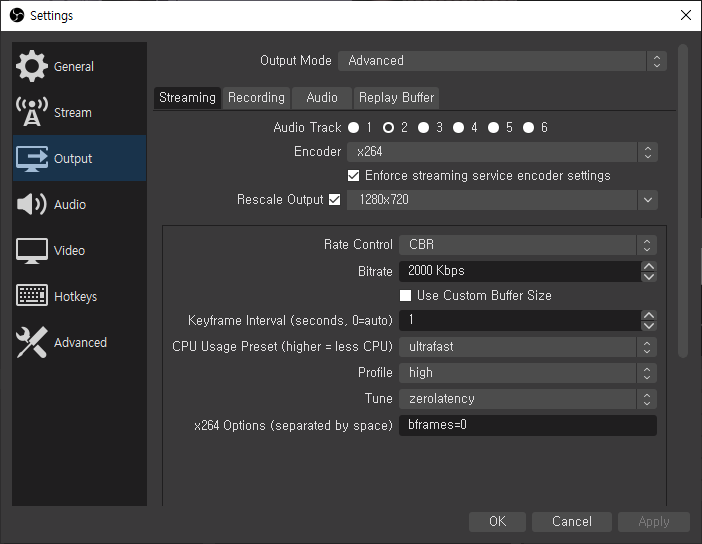 Settings
General
Stream
Output
Audio
Video
Hotkeys
Advanced
Output Mode Advanced
Streaming Recording Audio Replay Buffer
Audio Track 1 2 3 4 5 6
Encoder x264
Enforce streaming service encoder settings
Rescale Output 1280x720
Rate Control CBR
Bitrate 2000 Kbps
Use Custom Buffer Size
Keyframe Interval (seconds, 0=auto) 1
CPU Usage Preset (higher = less CPU) ultrafast
Profile high
Tune zerolatency
x264 Options (separated by space) bframes=0
OK Cancel Apply